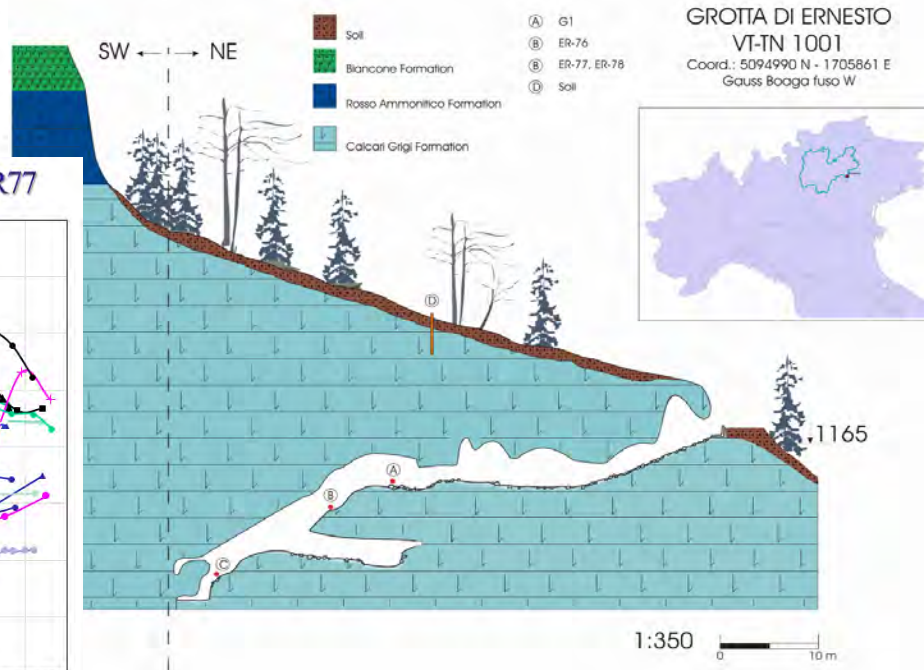 SW NE
Soil
Biancone Formation
Rosso Ammonitico Formation
Calcari Grigi Formation
A G1
B ER-76
B ER-77, ER-78
D Soil
GROTTA DI ERNESTO
VT-TN 1001
Coord.: 5094990 N - 1705861 E
Gauss Boaga fuso W
R77
D
1165
A
B
C
1:350
0 10 m